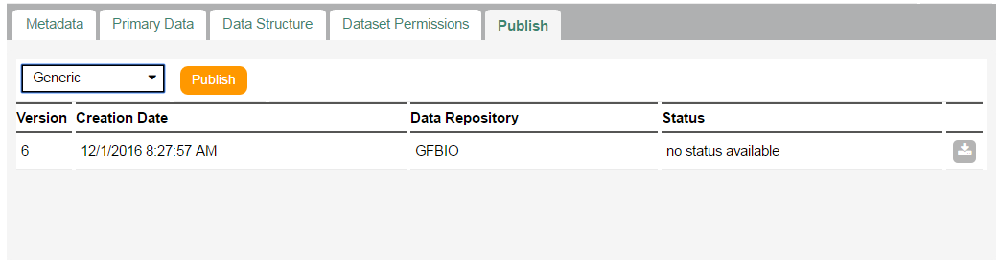 Metadata Primary Data Data Structure Dataset Permissions Publish
Generic Publish
Version Creation Date Data Repository Status
6 12/1/2016 8:27:57 AM GFBIO no status available